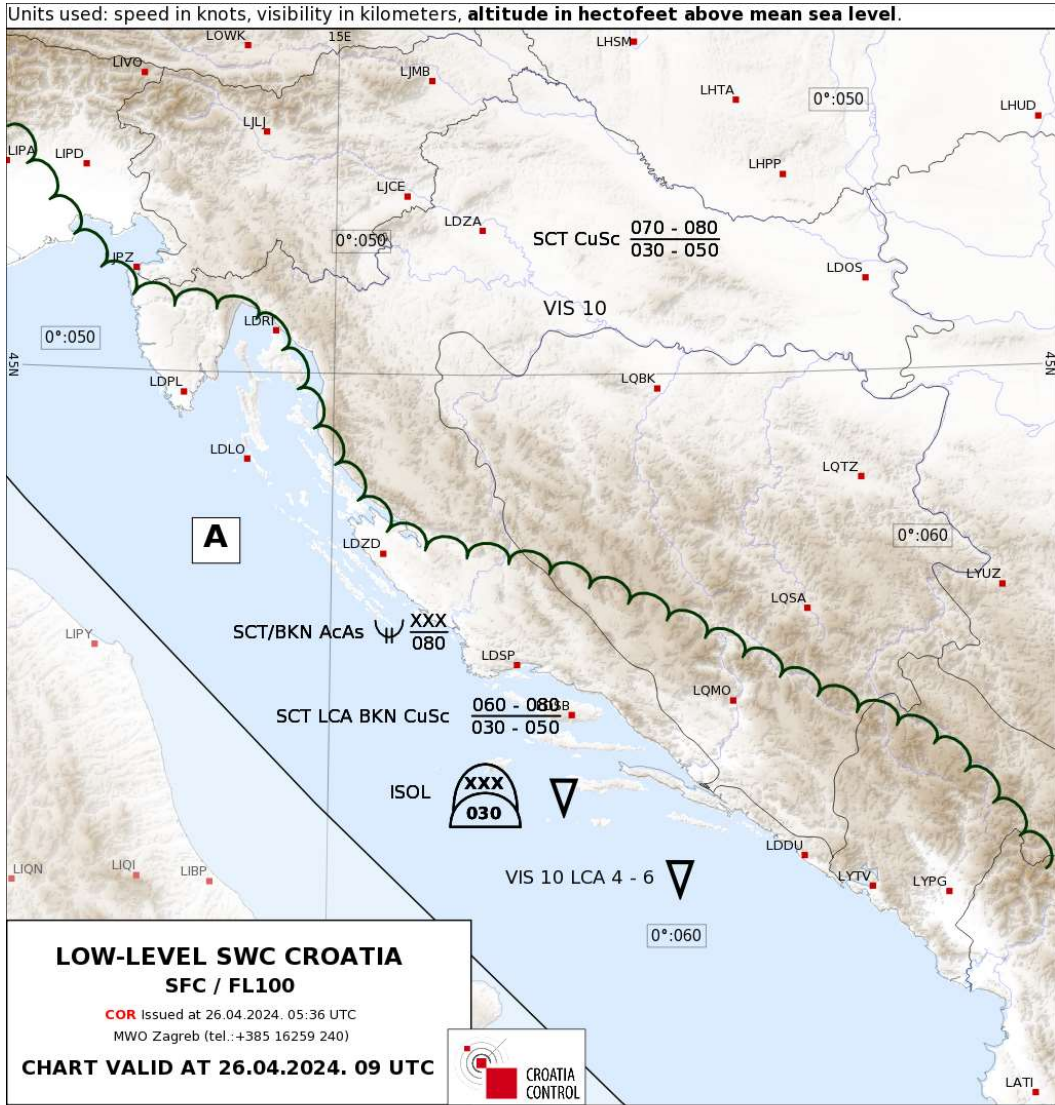 Units used: speed in knots, visibility in kilometers, altitude in hectofeet above mean sea level.
LOWK
15E
LHSM
LIVO
LJMB
LHTA
0°:050
LHUD
LJLJ
LIPA
LIPD
LHPP
LJCE
LDZA
0°:050
SCT CuSc 070 - 080
030 - 050
JPZ
LDOS
VIS 10
LDRI
0°:050
45N
45N
LDPL
LQBK
LDLO
LQTZ
A
0°:060
LDZD
LYUZ
LQSA
LIPY
SCT/BKN AcAs XXX
080
LDSP
LQMO
SCT LCA BKN CuSc 060 - 080
030 - 050
ISOL XXX
030
LDDU
LIQN
LIQI
LIBP
VIS 10 LCA 4 - 6
LYTV
LYPG
0°:060
LOW-LEVEL SWC CROATIA
SFC / FL100
COR Issued at 26.04.2024. 05:36 UTC
MWO Zagreb (tel.:+385 16259 240)
CHART VALID AT 26.04.2024. 09 UTC
CROATIA
CONTROL
LATI